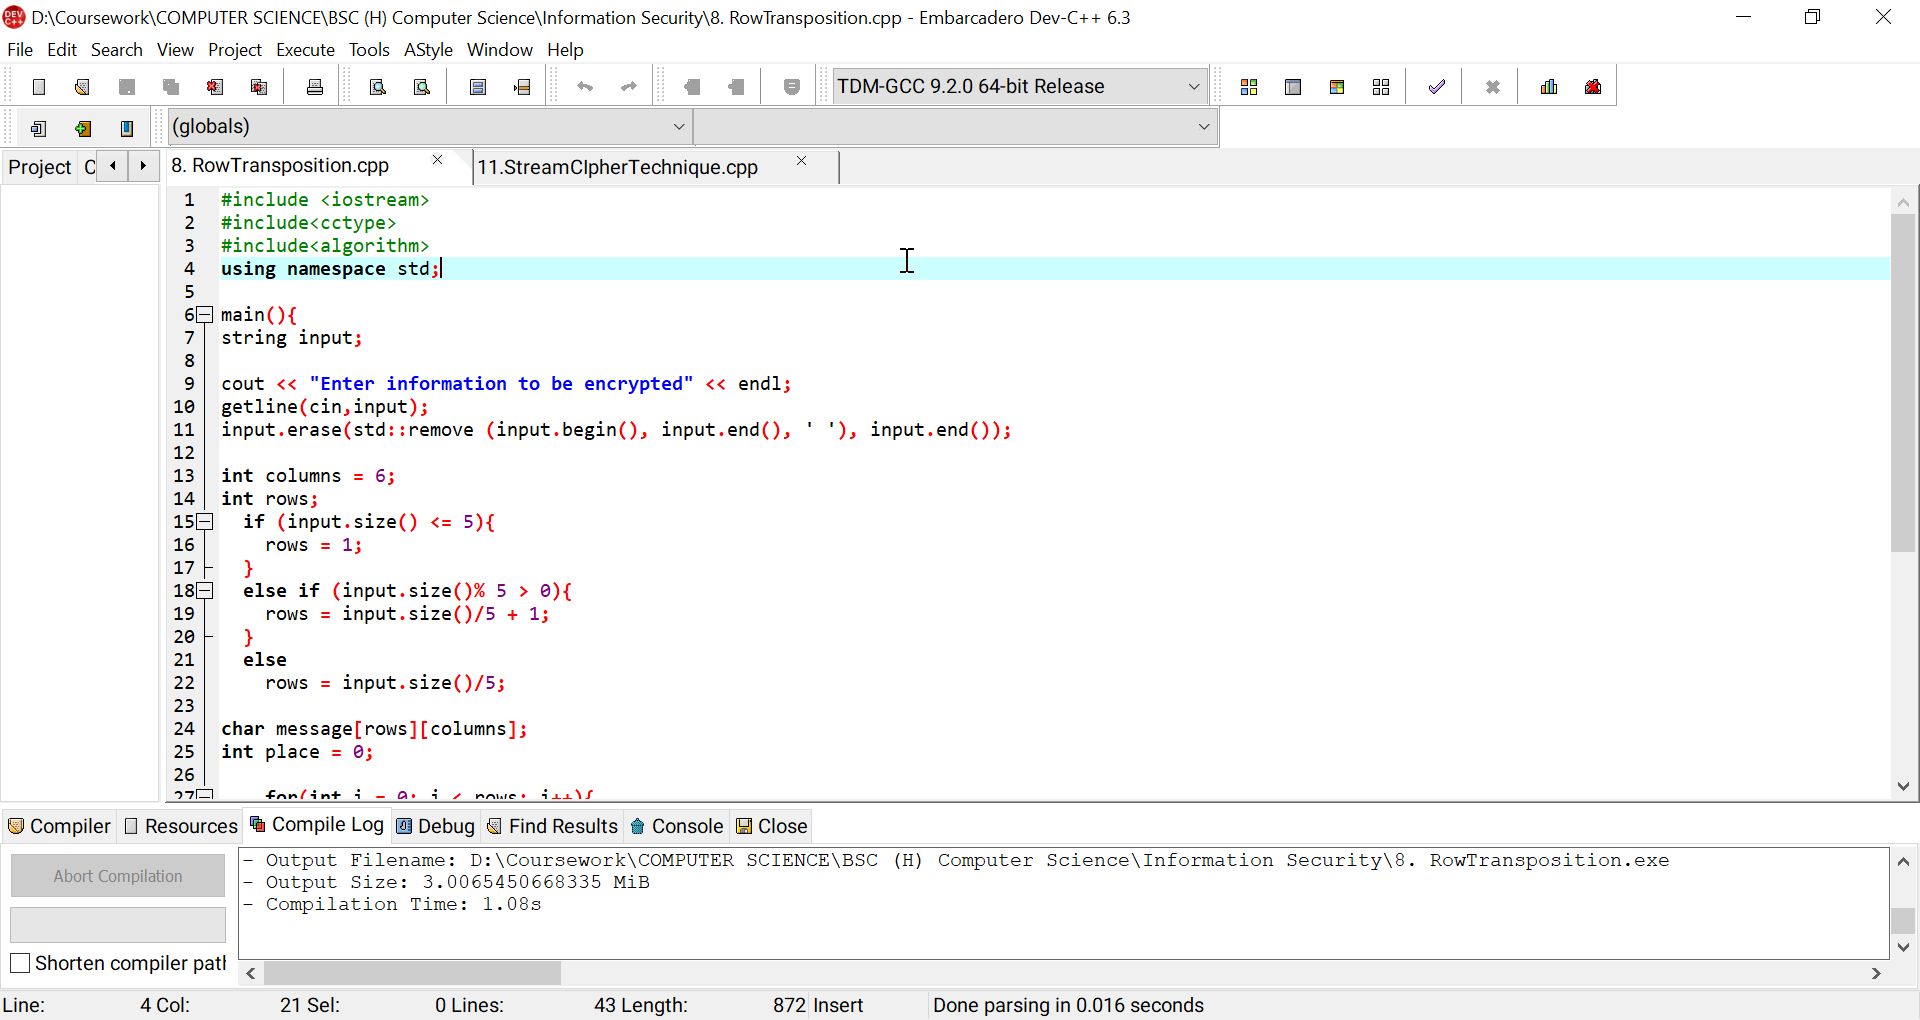 D:\Coursework\COMPUTER SCIENCE\BSC (H) Computer Science\Information Security\8. RowTransposition.cpp - Embarcadero Dev-C++ 6.3
File Edit Search View Project Execute Tools AStyle Window Help
TDM-GCC 9.2.0 64-bit Release
(globals)
Project C 8. RowTransposition.cpp 11.StreamCIpherTechnique.cpp
1 #include <iostream>
2 #include<cctype>
3 #include<algorithm>
4 using namespace std;
5
6 main(){
7 string input;
8
9 cout << "Enter information to be encrypted" << endl;
10 getline(cin,input);
11 input.erase(std::remove (input.begin(), input.end(), ' '), input.end());
12
13 int columns = 6;
14 int rows;
15 if (input.size() <= 5){
16 rows = 1;
17 }
18 else if (input.size()% 5 > 0){
19 rows = input.size()/5 + 1;
20 }
21 else
22 rows = input.size()/5;
23
24 char message[rows][columns];
25 int place = 0;
26
27 for(int i = 0; i < rows; i++){
Compiler Resources Compile Log Debug Find Results Console Close
Abort Compilation
Shorten compiler path
- Output Filename: D:\Coursework\COMPUTER SCIENCE\BSC (H) Computer Science\Information Security\8. RowTransposition.exe
- Output Size: 3.0065450668335 MiB
- Compilation Time: 1.08s
Line: 4 Col: 21 Sel: 0 Lines: 43 Length: 872 Insert Done parsing in 0.016 seconds